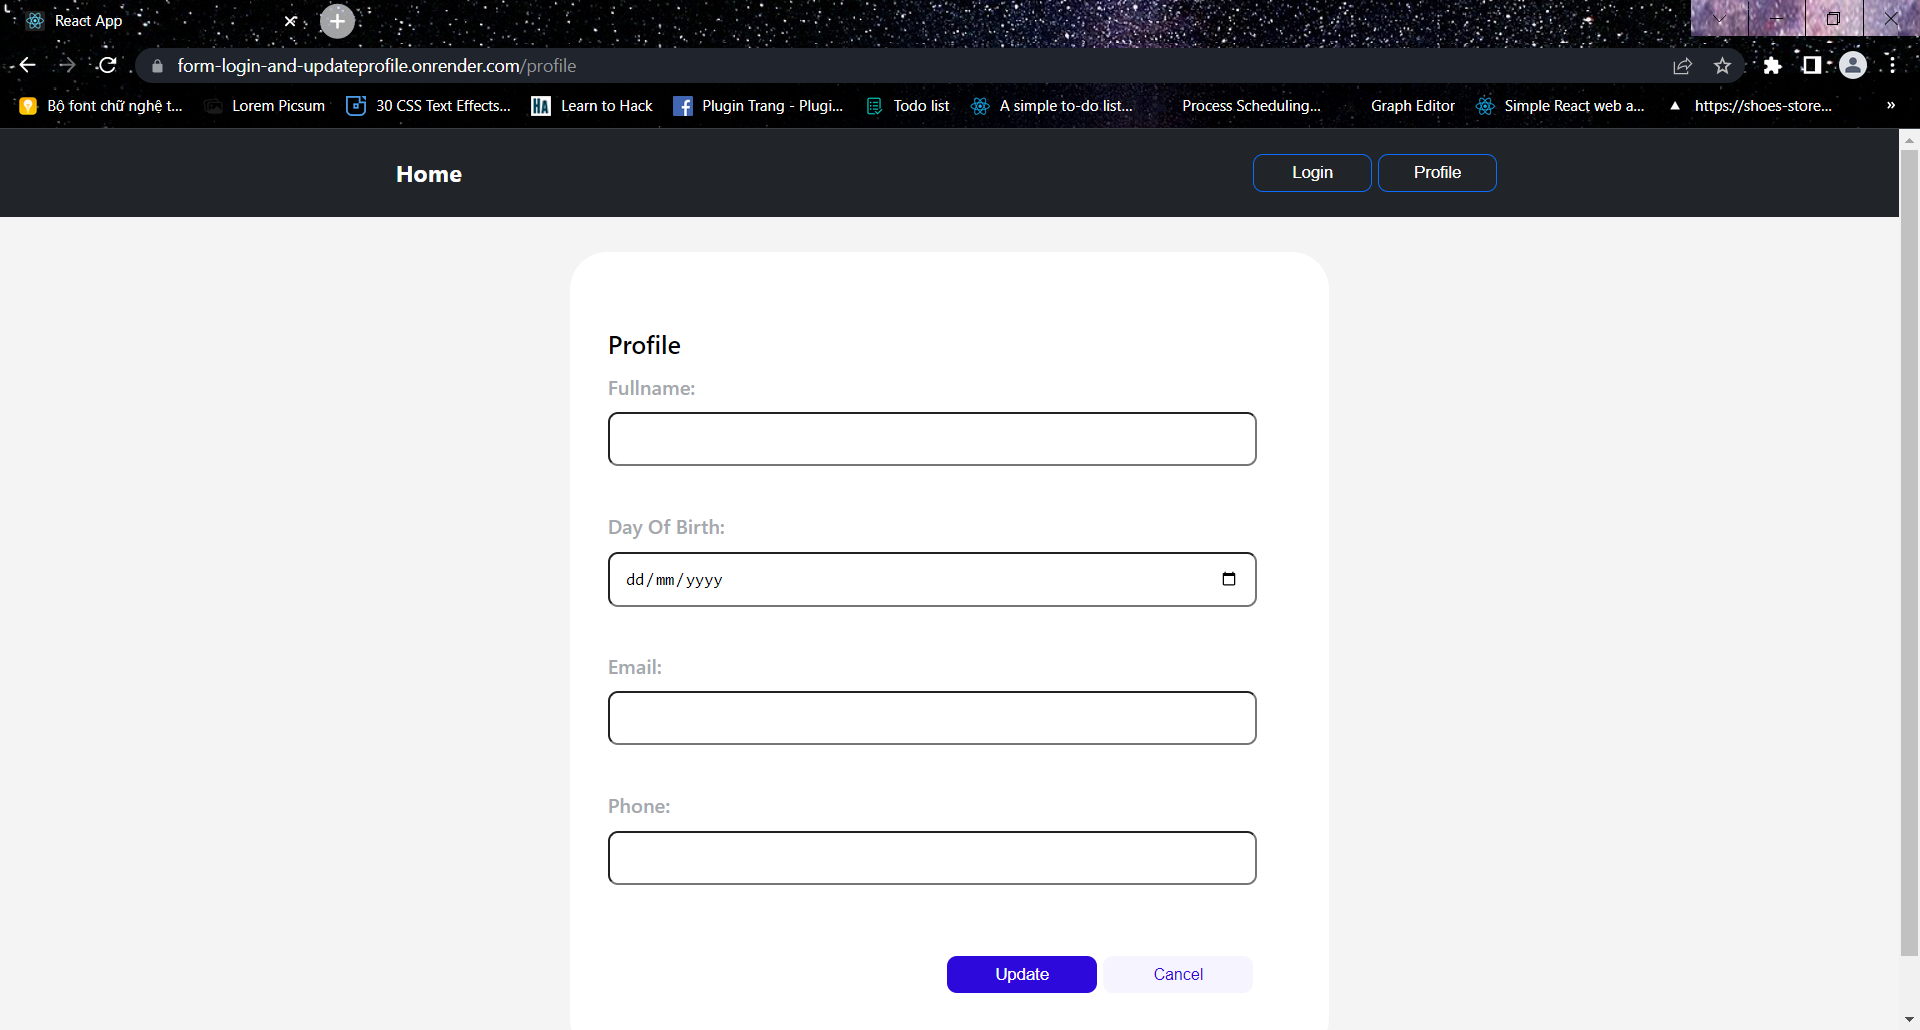 React App
form-login-and-updateprofile.onrender.com/profile
Bộ font chữ nghệ t... Lorem Picsum 30 CSS Text Effects... HA Learn to Hack Plugin Trang - Plugi... Todo list A simple to-do list... Process Scheduling... Graph Editor Simple React web a... https://shoes-store... »
Home Login Profile
Profile
Fullname:
Day Of Birth:
dd/mm/yyyy
Email:
Phone:
Update Cancel